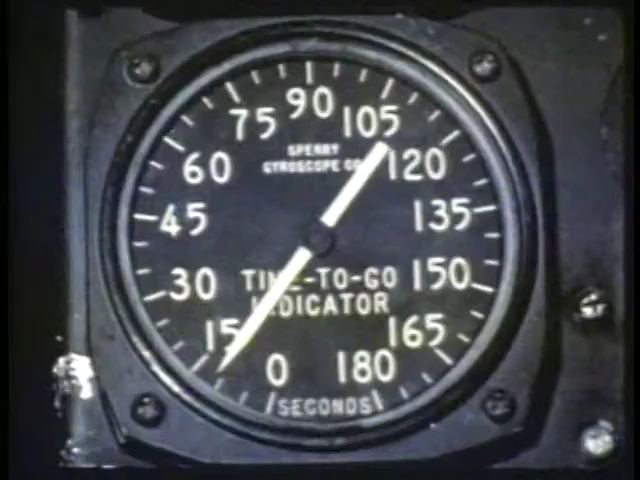 90
75 105
SPERRY
GYROSCOPE CO
60 120
45 135
TIME-TO-GO
INDICATOR
30 150
15 165
0 180
SECONDS